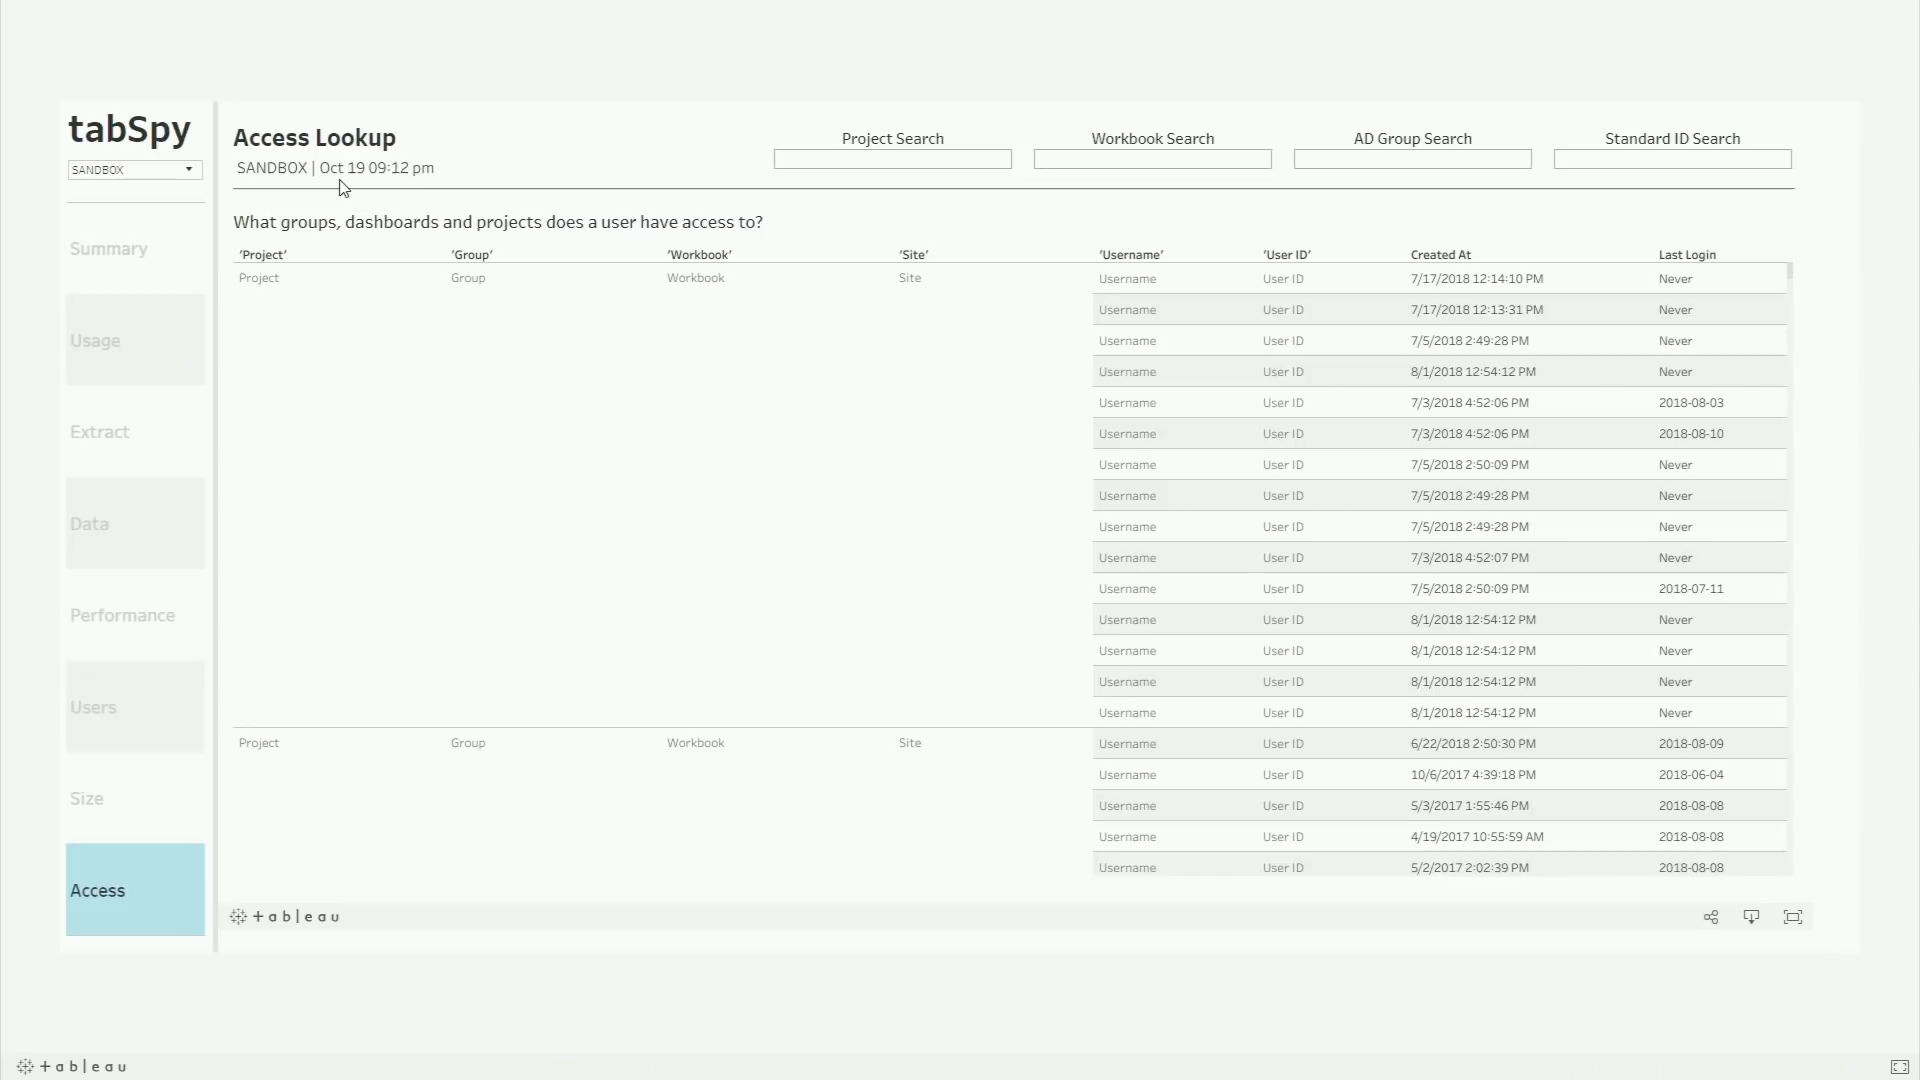 tabSpy
SANDBOX
Summary
Usage
Extract
Data
Performance
Users
Size
Access
Access Lookup
SANDBOX | Oct 19 09:12 pm
Project Search
Workbook Search
AD Group Search
Standard ID Search
What groups, dashboards and projects does a user have access to?
'Project' 'Group' 'Workbook' 'Site' 'Username' 'User ID' Created At Last Login
Project Group Workbook Site Username User ID 7/17/2018 12:14:10 PM Never
Username User ID 7/17/2018 12:13:31 PM Never
Username User ID 7/5/2018 2:49:28 PM Never
Username User ID 8/1/2018 12:54:12 PM Never
Username User ID 7/3/2018 4:52:06 PM 2018-08-03
Username User ID 7/3/2018 4:52:06 PM 2018-08-10
Username User ID 7/5/2018 2:50:09 PM Never
Username User ID 7/5/2018 2:49:28 PM Never
Username User ID 7/5/2018 2:49:28 PM Never
Username User ID 7/3/2018 4:52:07 PM Never
Username User ID 7/5/2018 2:50:09 PM 2018-07-11
Username User ID 8/1/2018 12:54:12 PM Never
Username User ID 8/1/2018 12:54:12 PM Never
Username User ID 8/1/2018 12:54:12 PM Never
Username User ID 8/1/2018 12:54:12 PM Never
Project Group Workbook Site Username User ID 6/22/2018 2:50:30 PM 2018-08-09
Username User ID 10/6/2017 4:39:18 PM 2018-06-04
Username User ID 5/3/2017 1:55:46 PM 2018-08-08
Username User ID 4/19/2017 10:55:59 AM 2018-08-08
Username User ID 5/2/2017 2:02:39 PM 2018-08-08
+ableau
+ableau